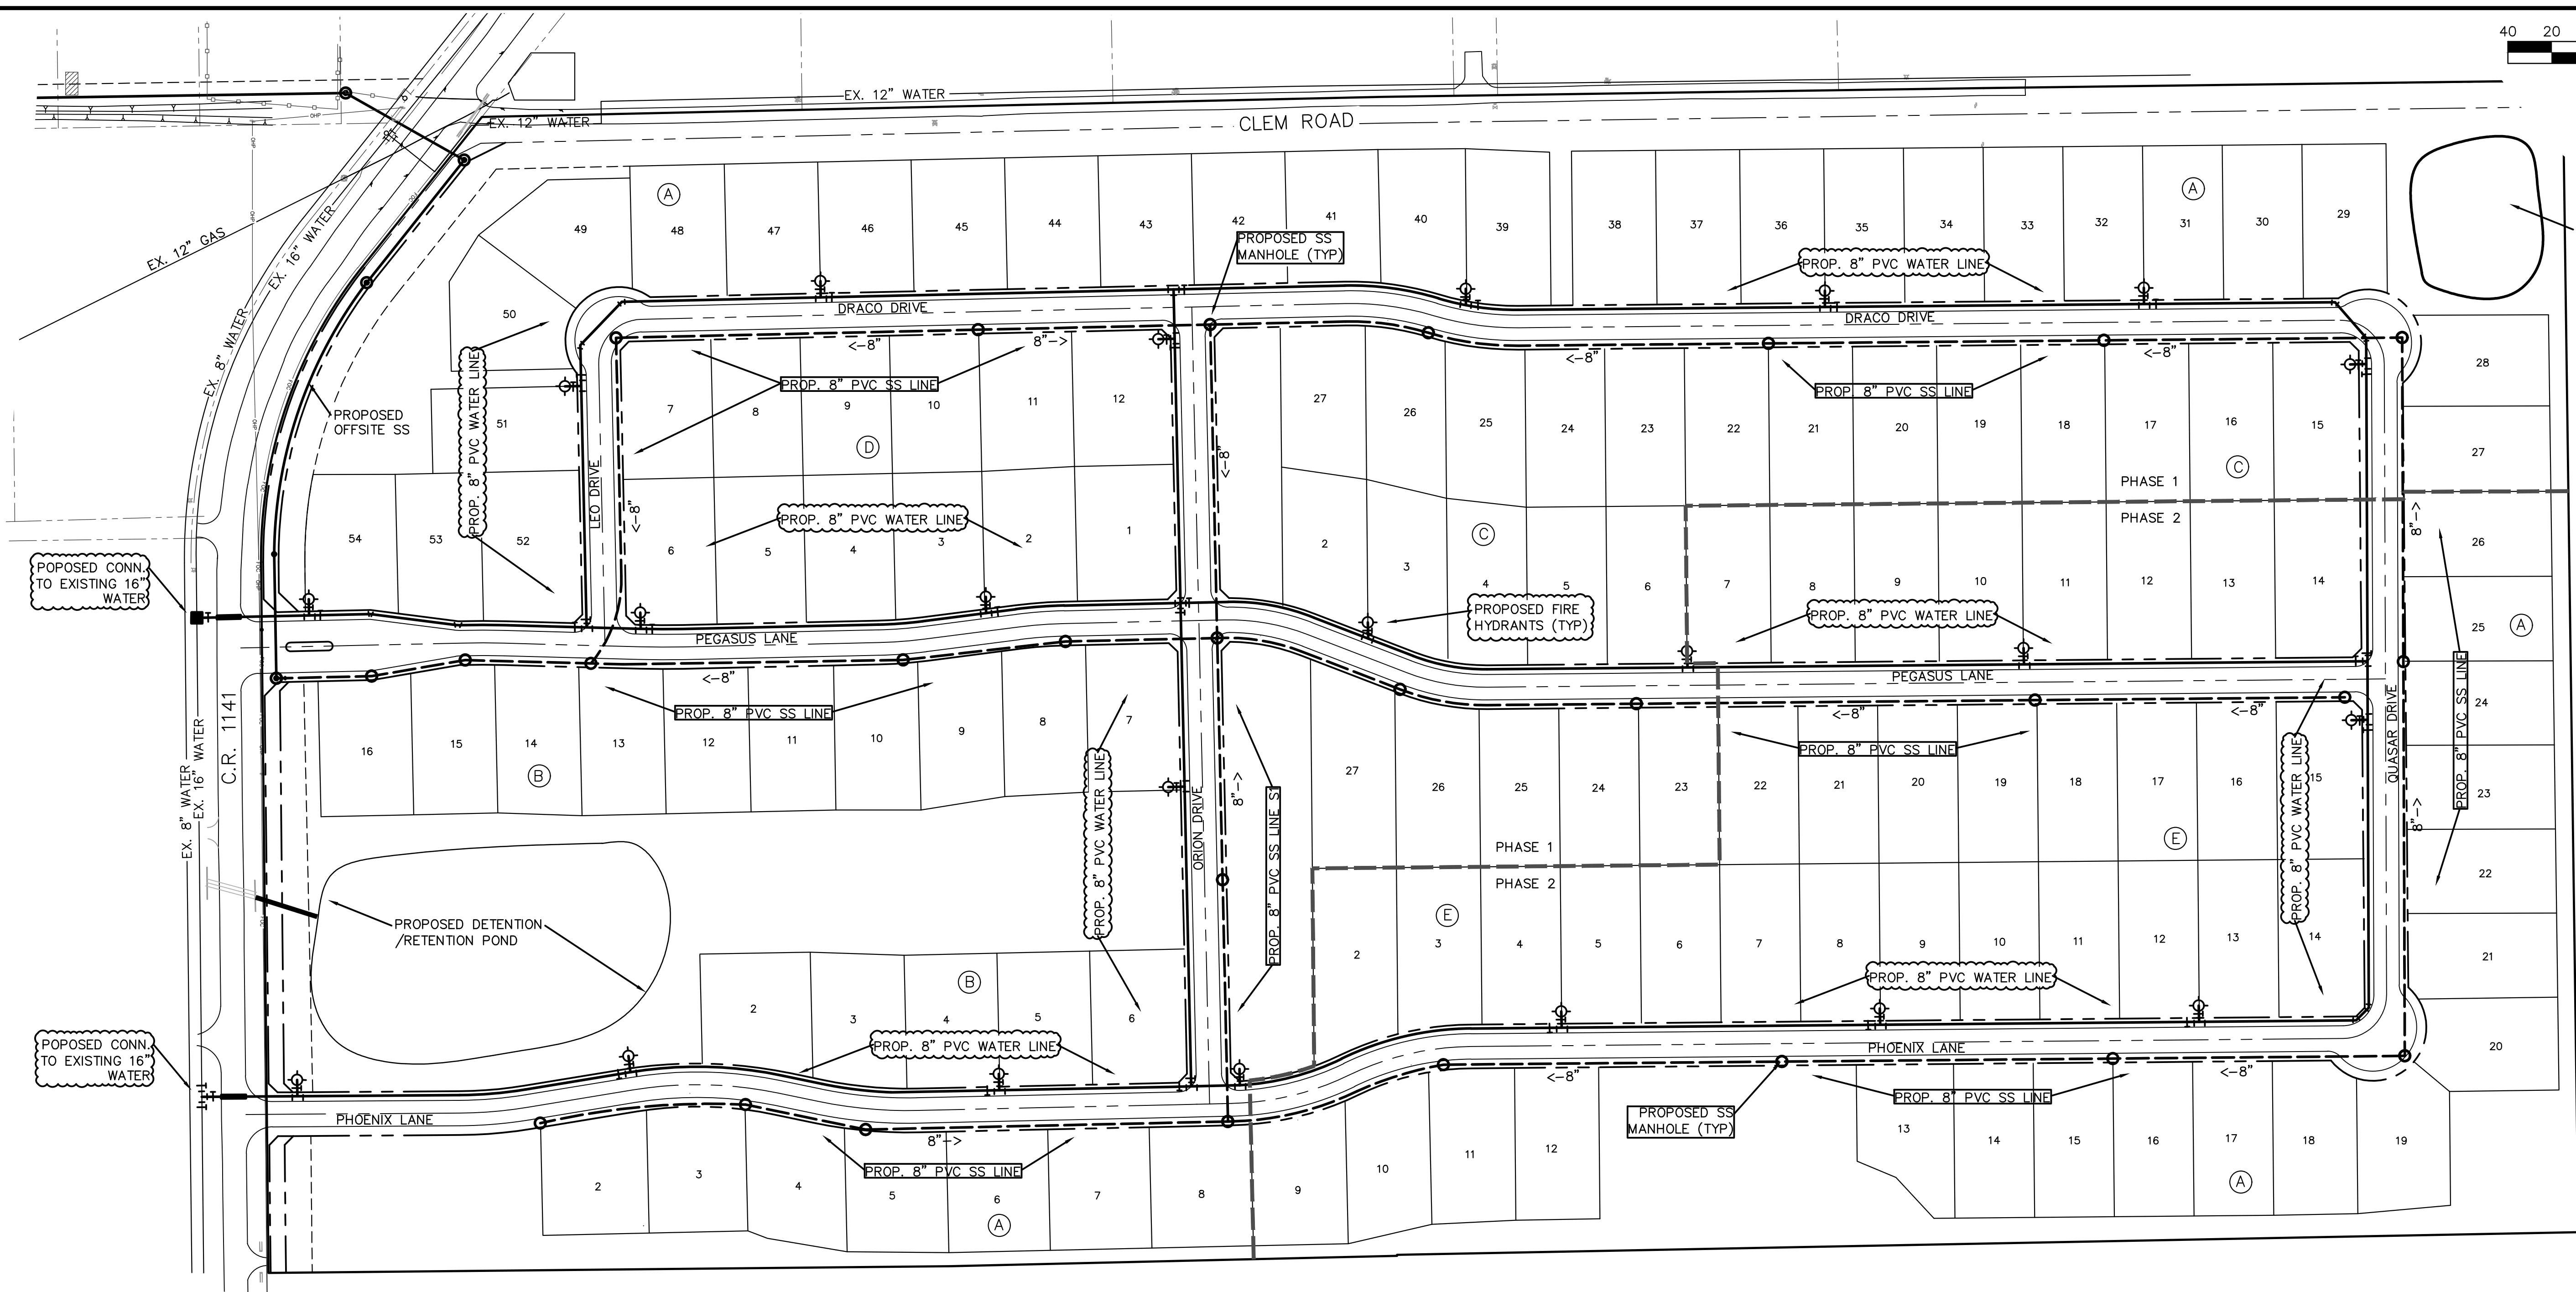 40 20
EX. 12" WATER
EX. 12" WATER
CLEM ROAD
OHP
OHP
OHP
EX. 12" GAS
EX. 16" WATER
EX. 8" WATER
A
49
48
47
46
45
44
43
42
41
40
39
38
37
36
35
34
33
32
31
30
29
A
PROPOSED SS
MANHOLE (TYP)
PROP. 8" PVC WATER LINE
DRACO DRIVE
DRACO DRIVE
50
51
PROPOSED
OFFSITE SS
PROP. 8" PVC WATER LINE
LEO DRIVE
<-8"
8"->
<-8"
<-8"
PROP. 8" PVC SS LINE
PROP. 8" PVC SS LINE
7
8
9
10
11
12
D
<-8"
<-8"
27
26
25
24
23
22
21
20
19
18
17
16
15
C
28
27
PHASE 1
PHASE 2
PROP. 8" PVC WATER LINE
54
53
52
6
5
4
3
2
1
2
3
C
4
5
6
7
8
9
10
11
12
13
14
8"->
26
25
A
POPOSED CONN.
TO EXISTING 16"
WATER
PROPOSED FIRE
HYDRANTS (TYP)
PROP. 8" PVC WATER LINE
PEGASUS LANE
PEGASUS LANE
<-8"
<-8"
<-8"
PROP. 8" PVC SS LINE
PROP. 8" PVC SS LINE
C.R. 1141
EX. 8" WATER
EX. 16" WATER
16
15
14
13
12
11
10
9
8
7
B
PROP. 8" PVC WATER LINE
ORION DRIVE
8"->
PROP. 8" PVC SS LINE S
27
26
25
24
23
22
21
20
19
18
17
16
15
E
PROP. 8" PVC WATER LINE
QUASAR DRIVE
8"->
PROP. 8" PVC SS LINE
24
23
22
21
20
PHASE 1
PHASE 2
PROPOSED DETENTION
/RETENTION POND
B
2
3
4
5
6
E
2
3
4
5
6
7
8
9
10
11
12
13
14
PROP. 8" PVC WATER LINE
PROP. 8" PVC WATER LINE
POPOSED CONN.
TO EXISTING 16"
WATER
PHOENIX LANE
PHOENIX LANE
8"->
<-8"
<-8"
PROP. 8" PVC SS LINE
PROP. 8" PVC SS LINE
PROPOSED SS
MANHOLE (TYP)
2
3
4
5
6
7
8
9
10
11
12
13
14
15
16
17
18
19
A
A